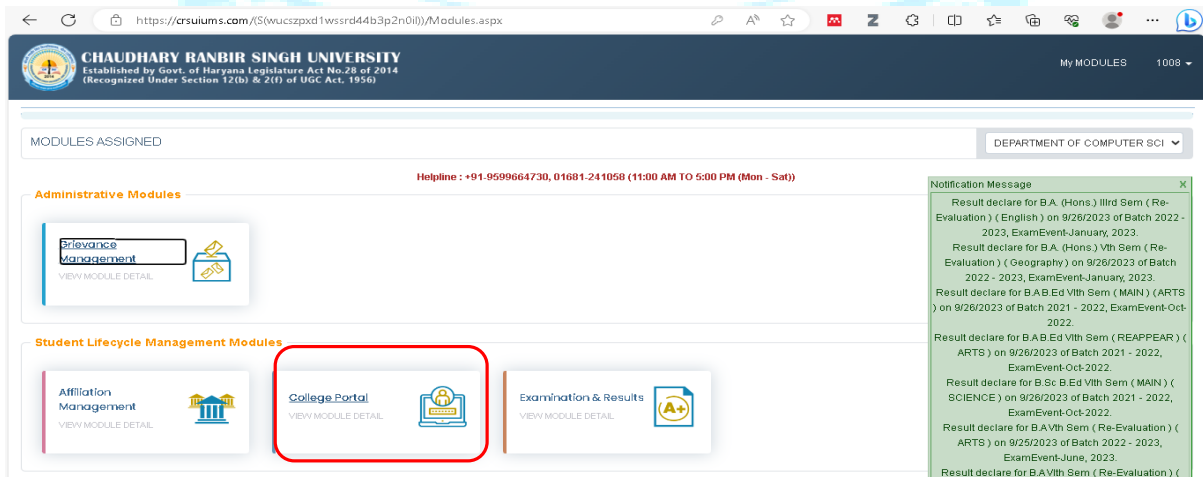 https://crsuiums.com/(S(wucszpxd1wssrd44b3p2n0il))/Modules.aspx
CHAUDHARY RANBIR SINGH UNIVERSITY
Established by Govt. of Haryana Legislature Act No.28 of 2014
(Recognized Under Section 12(b) & 2(f) of UGC Act, 1956)
My MODULES 1008
MODULES ASSIGNED
DEPARTMENT OF COMPUTER SCI
Helpline : +91-9599664730, 01681-241058 (11:00 AM TO 5:00 PM (Mon - Sat))
Administrative Modules
Grievance
Management
VIEW MODULE DETAIL
Student Lifecycle Management Modules
Affiliation
Management
VIEW MODULE DETAIL
College Portal
VIEW MODULE DETAIL
Examination & Results
VIEW MODULE DETAIL
A+
Notification Message X
Result declare for B.A. (Hons.) IIIrd Sem ( Re-
Evaluation ) ( English ) on 9/26/2023 of Batch 2022 -
2023, ExamEvent-January, 2023.
Result declare for B.A. (Hons.) Vth Sem ( Re-
Evaluation ) ( Geography ) on 9/26/2023 of Batch
2022 - 2023, ExamEvent-January, 2023.
Result declare for B.A B.Ed VIth Sem ( MAIN ) ( ARTS
) on 9/26/2023 of Batch 2021 - 2022, ExamEvent-Oct-
2022.
Result declare for B.A B.Ed VIth Sem ( REAPPEAR ) (
ARTS ) on 9/26/2023 of Batch 2021 - 2022,
ExamEvent-Oct-2022.
Result declare for B.Sc B.Ed VIth Sem ( MAIN ) (
SCIENCE ) on 9/26/2023 of Batch 2021 - 2022,
ExamEvent-Oct-2022.
Result declare for B.A Vth Sem ( Re-Evaluation ) (
ARTS ) on 9/25/2023 of Batch 2022 - 2023,
ExamEvent-June, 2023.
Result declare for B.A VIth Sem ( Re-Evaluation ) (